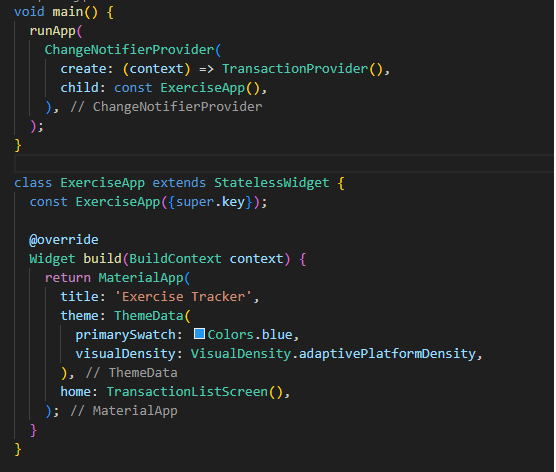 void main() {
  runApp(
    ChangeNotifierProvider(
      create: (context) => TransactionProvider(),
      child: const ExerciseApp(),
    ), // ChangeNotifierProvider
  );
}

class ExerciseApp extends StatelessWidget {
  const ExerciseApp({super.key});

  @override
  Widget build(BuildContext context) {
    return MaterialApp(
      title: 'Exercise Tracker',
      theme: ThemeData(
        primarySwatch: Colors.blue,
        visualDensity: VisualDensity.adaptivePlatformDensity,
      ), // ThemeData
      home: TransactionListScreen(),
    ); // MaterialApp
  }
}